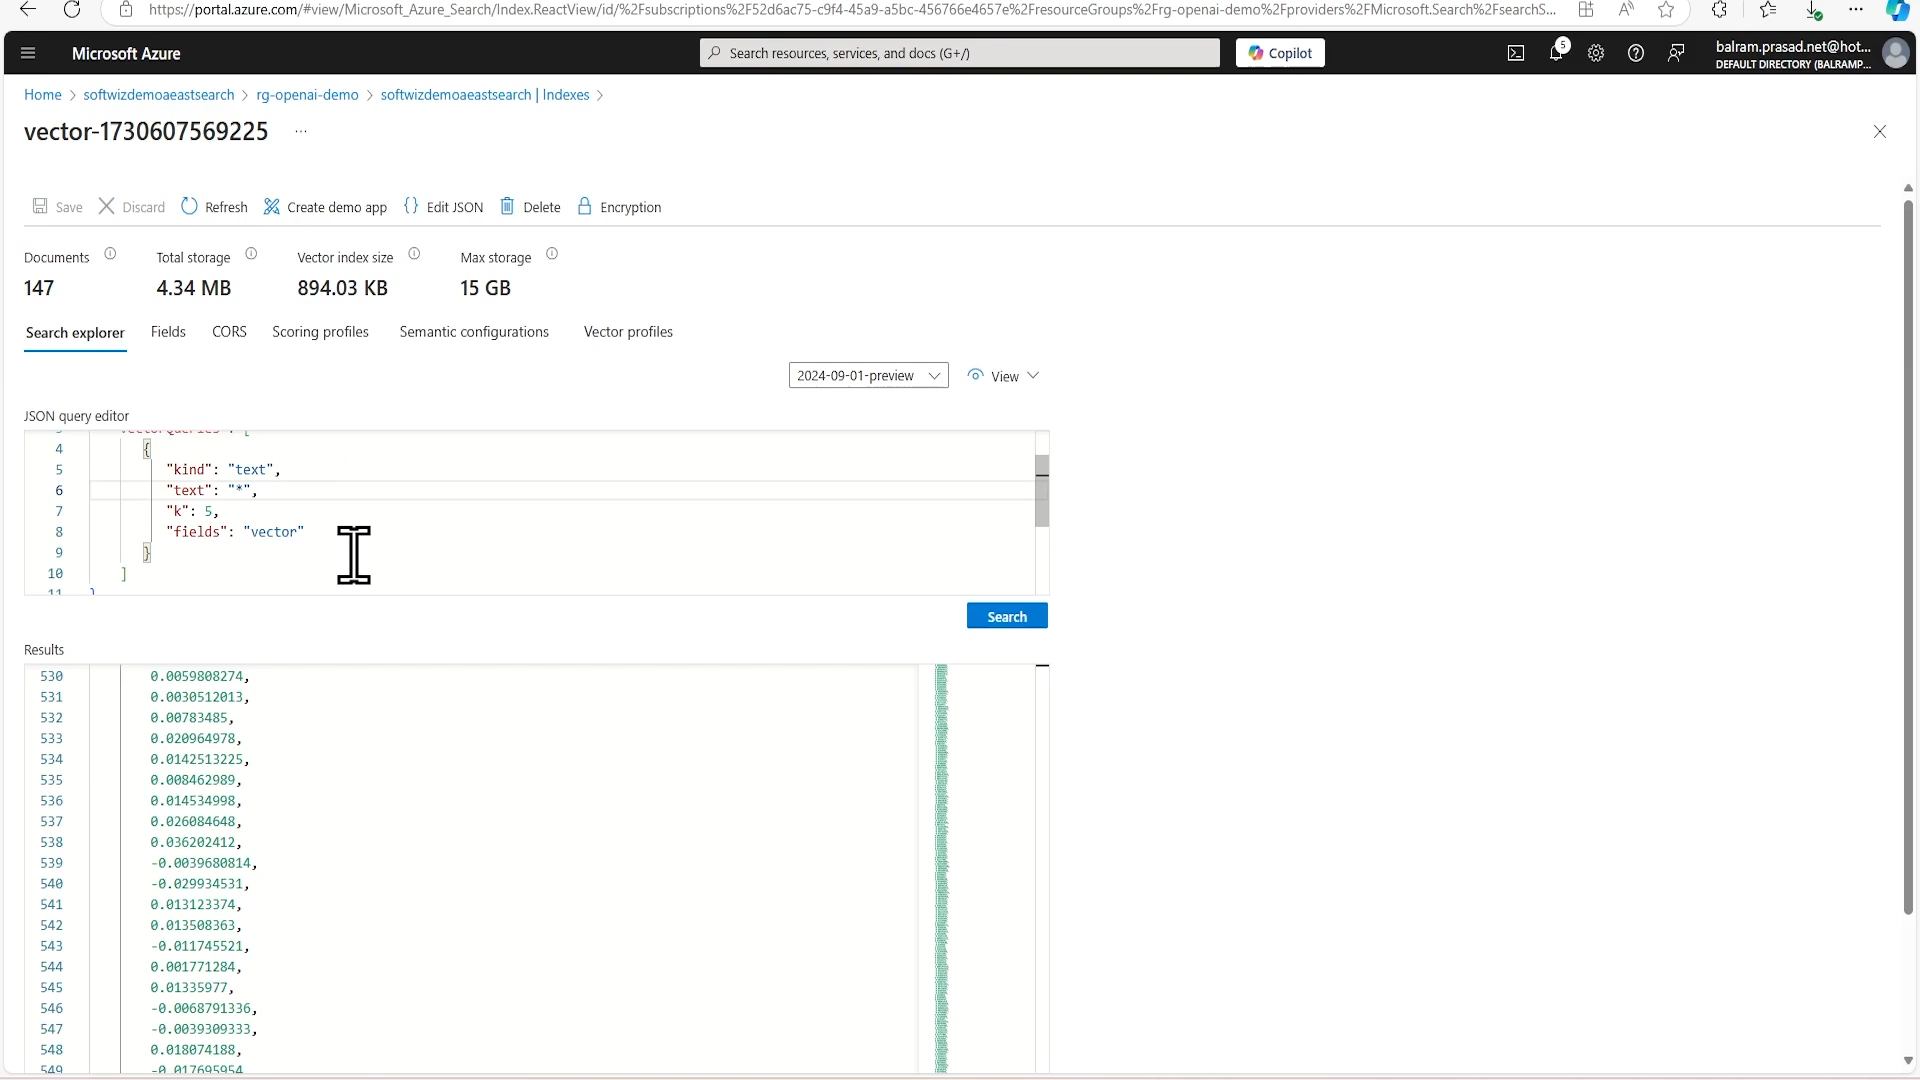 https://portal.azure.com/#view/Microsoft_Azure_Search/Index.ReactView/id/%2Fsubscriptions%2F52d6ac75-c9f4-45a9-a5bc-456766e4657e%2FresourceGroups%2Frg-openai-demo%2Fproviders%2FMicrosoft.Search%2FsearchS...
Microsoft Azure
Search resources, services, and docs (G+/)
Copilot
5
balram.prasad.net@hot...
DEFAULT DIRECTORY (BALRAMP...
Home > softwizdemoaeastsearch > rg-openai-demo > softwizdemoaeastsearch | Indexes >
vector-1730607569225 ...
Save Discard Refresh Create demo app Edit JSON Delete Encryption
Documents Total storage Vector index size Max storage
147 4.34 MB 894.03 KB 15 GB
Search explorer Fields CORS Scoring profiles Semantic configurations Vector profiles
2024-09-01-preview View
JSON query editor
4 {
5 "kind": "text",
6 "text": "*",
7 "k": 5,
8 "fields": "vector"
9 }
10 ]
11 }
Search
Results
530 0.0059808274,
531 0.0030512013,
532 0.00783485,
533 0.020964978,
534 0.0142513225,
535 0.008462989,
536 0.014534998,
537 0.026084648,
538 0.036202412,
539 -0.0039680814,
540 -0.029934531,
541 0.013123374,
542 0.013508363,
543 -0.011745521,
544 0.001771284,
545 0.01335977,
546 -0.0068791336,
547 -0.0039309333,
548 0.018074188,
549 -0.017695954